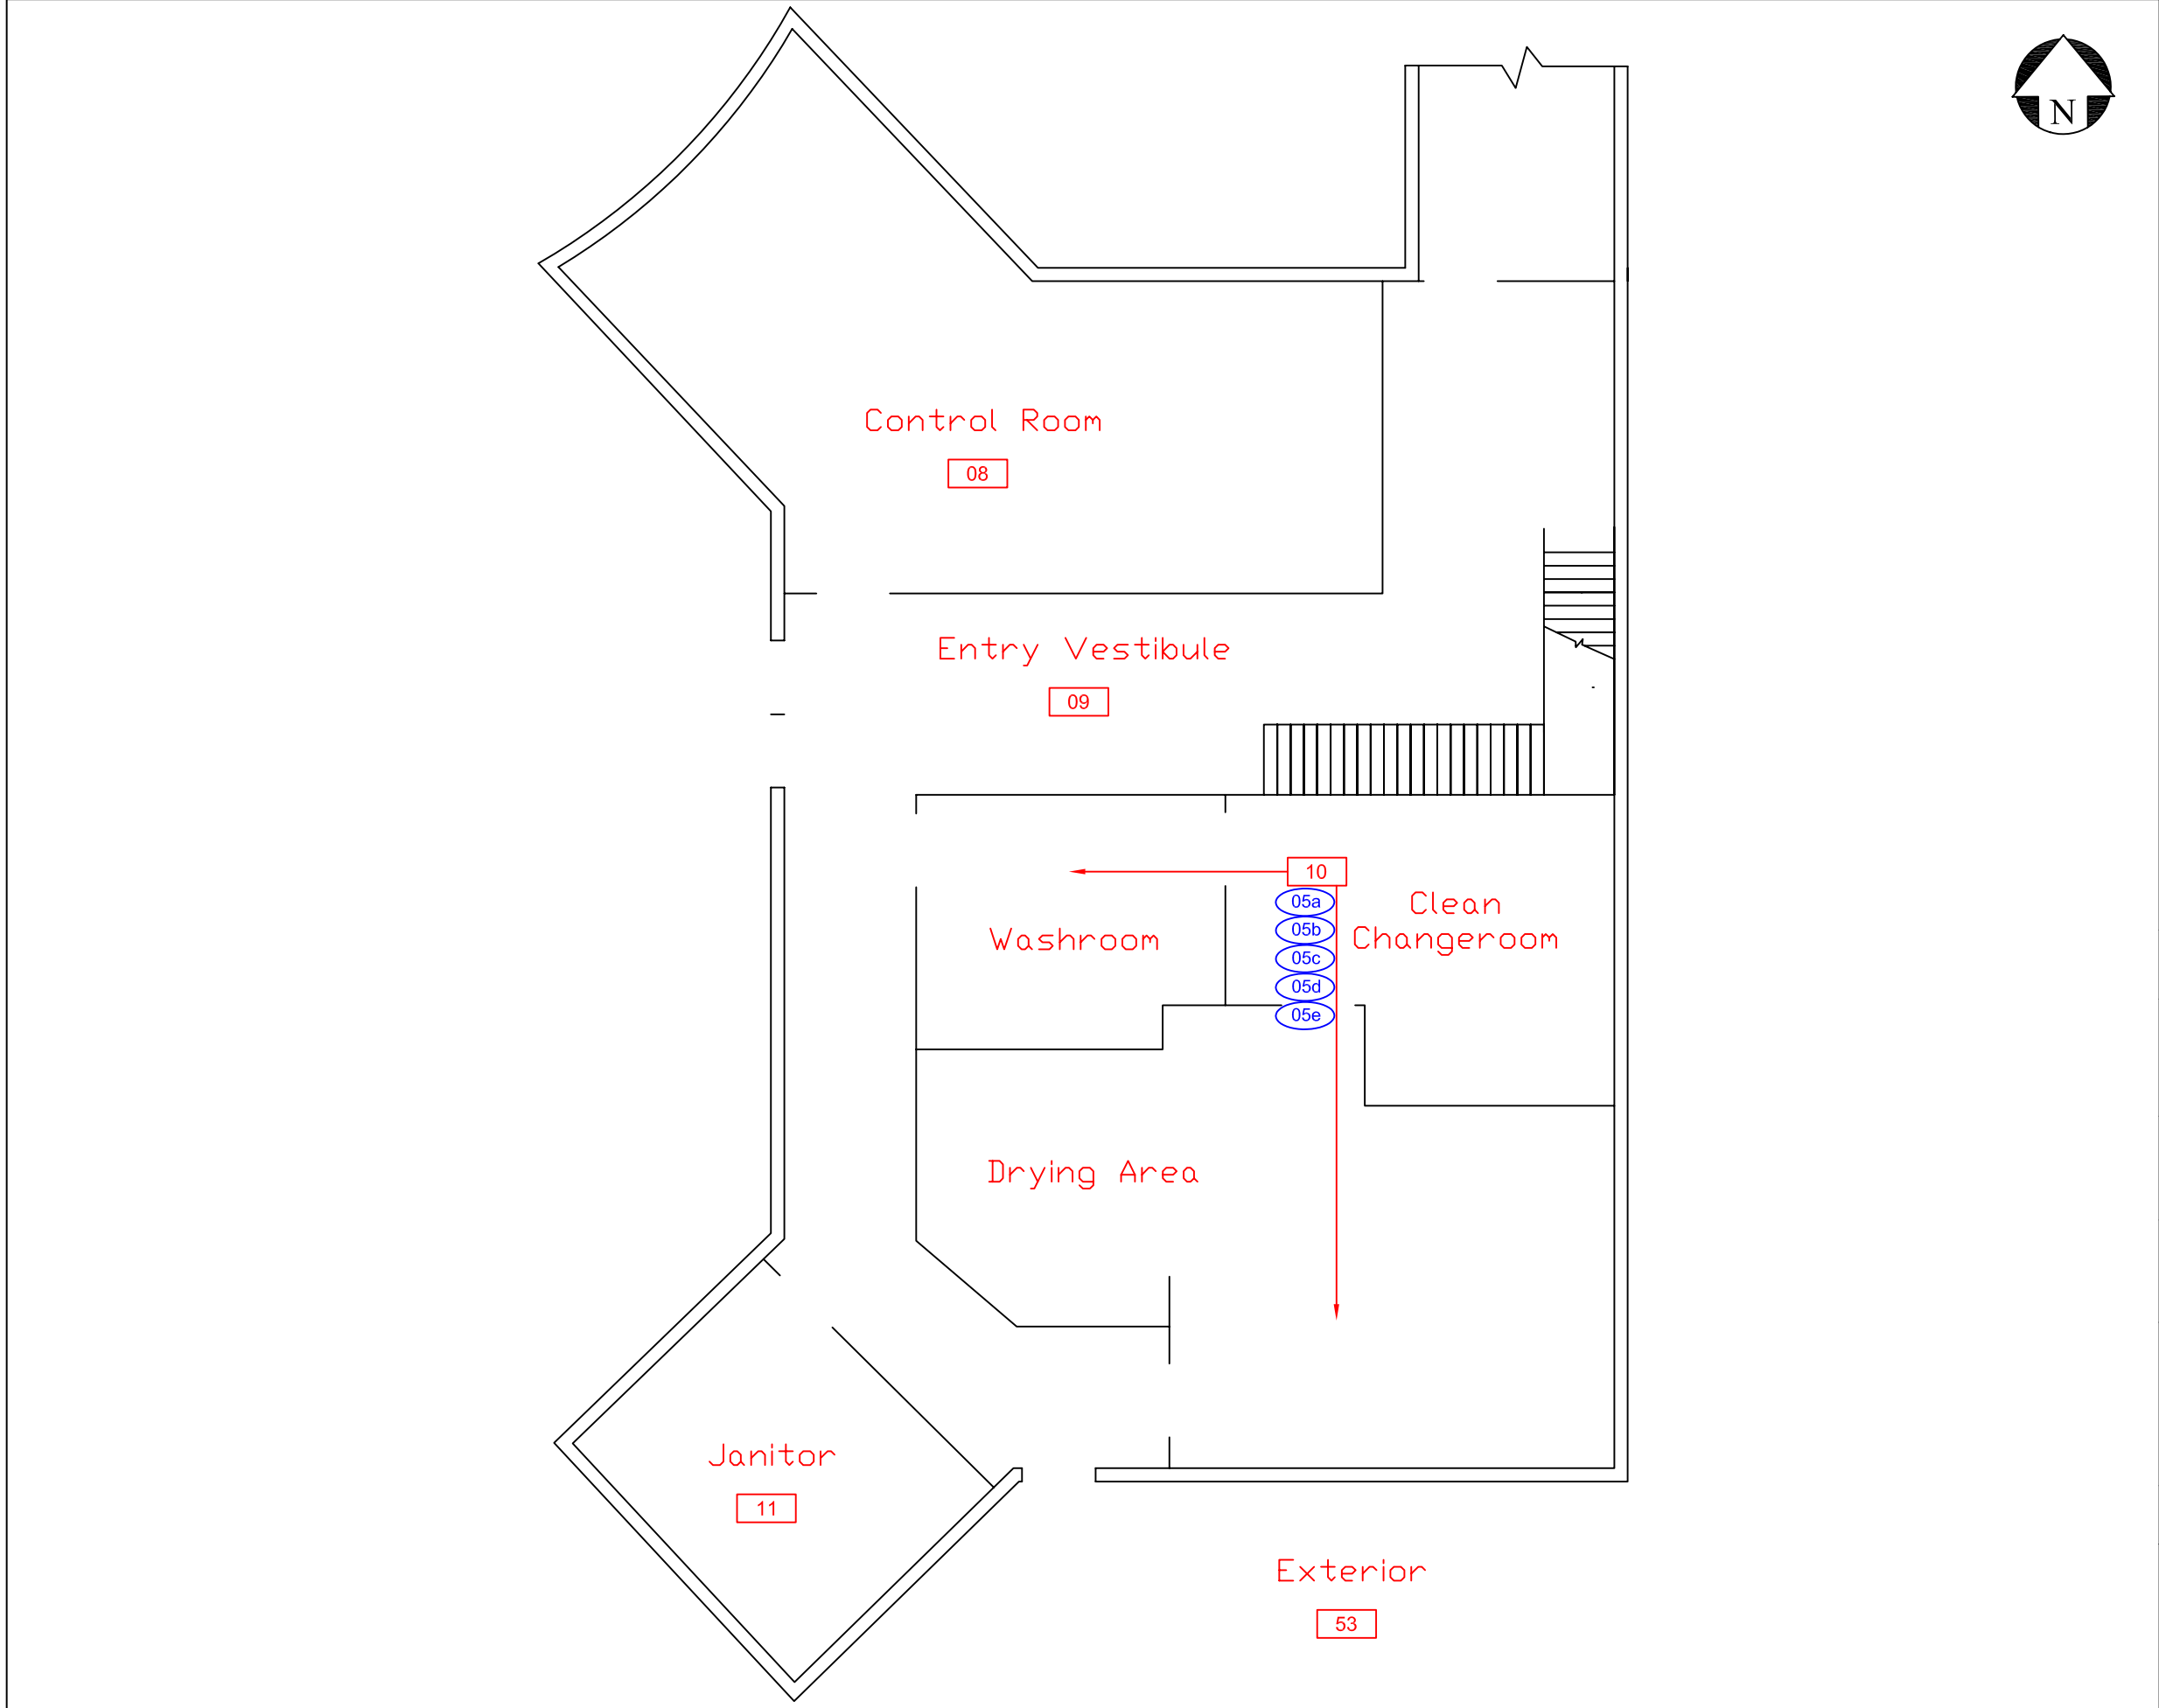 N
Control Room
08
Entry Vestibule
09
10
05a
05b
05c
05d
05e
Clean
Changeroom
Washroom
Drying Area
Janitor
11
Exterior
53